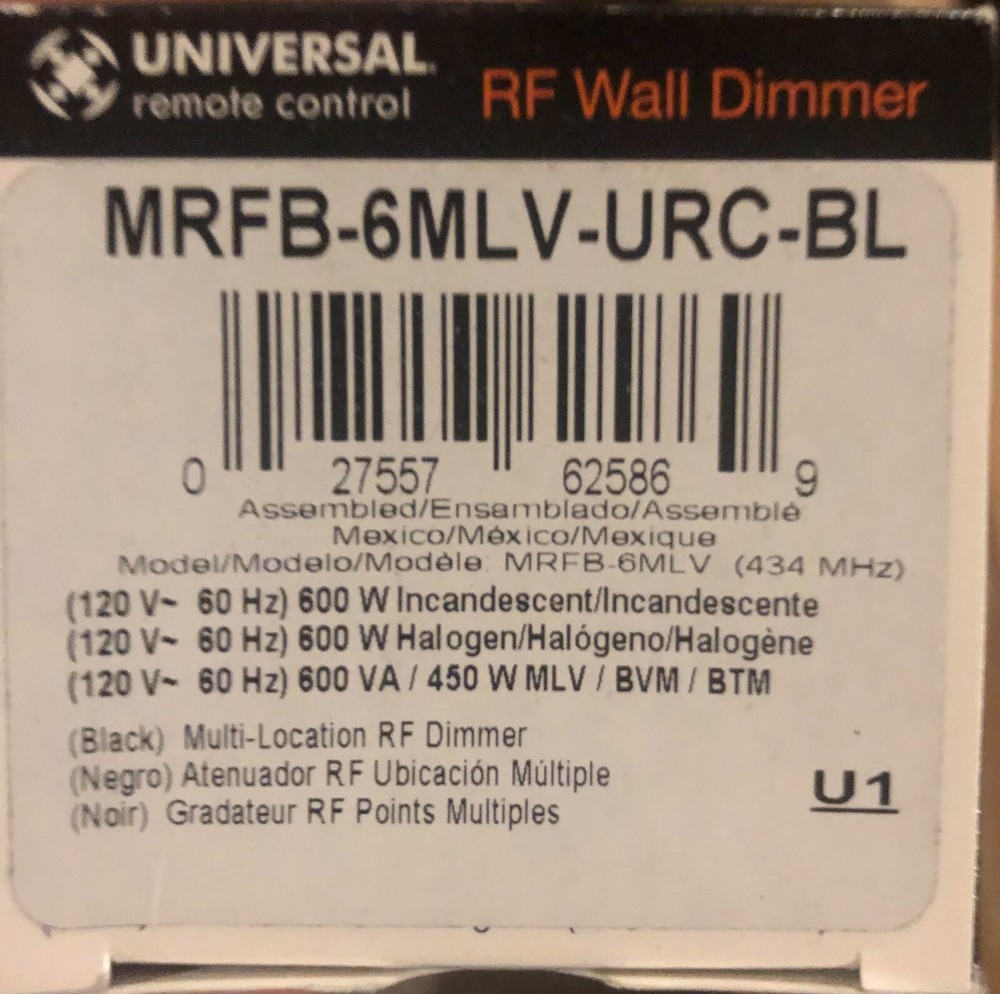 UNIVERSAL
remote control
RF Wall Dimmer
MRFB-6MLV-URC-BL
0 27557 62586 9
Assembled/Ensamblado/Assemblé
Mexico/México/Mexique
Model/Modelo/Modèle: MRFB-6MLV (434 MHz)
(120 V~ 60 Hz) 600 W Incandescent/Incandescente
(120 V~ 60 Hz) 600 W Halogen/Halógeno/Halogène
(120 V~ 60 Hz) 600 VA / 450 W MLV / BVM / BTM
(Black) Multi-Location RF Dimmer
(Negro) Atenuador RF Ubicación Múltiple
(Noir) Gradateur RF Points Multiples
U1